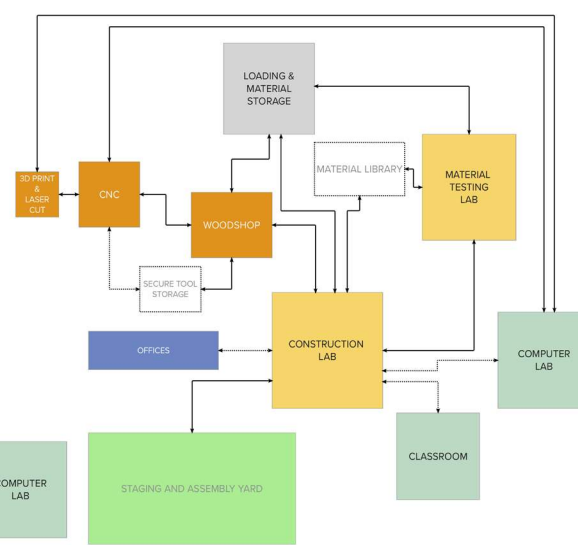 LOADING &
MATERIAL
STORAGE
3D PRINT
&
LASER
CUT
CNC
MATERIAL LIBRARY
MATERIAL
TESTING
LAB
WOODSHOP
SECURE TOOL
STORAGE
OFFICES
CONSTRUCTION
LAB
COMPUTER
LAB
CLASSROOM
OMPUTER
LAB
STAGING AND ASSEMBLY YARD